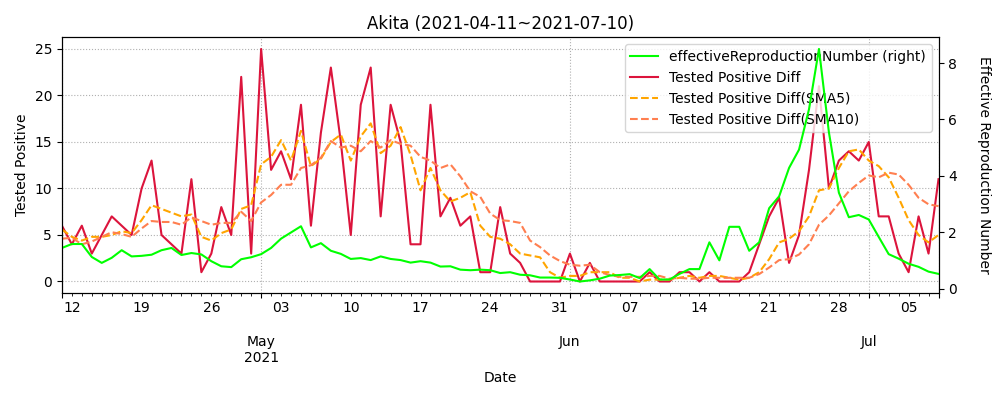 Akita (2021-04-11~2021-07-10)
effectiveReproductionNumber (right)
Tested Positive Diff
Tested Positive Diff(SMA5)
Tested Positive Diff(SMA10)
Tested Positive
25
20
15
10
5
0
Effective Reproduction Number
8
6
4
2
0
12 19 26 03 10 17 24 31 07 14 21 28 05
May Jun Jul
2021
Date